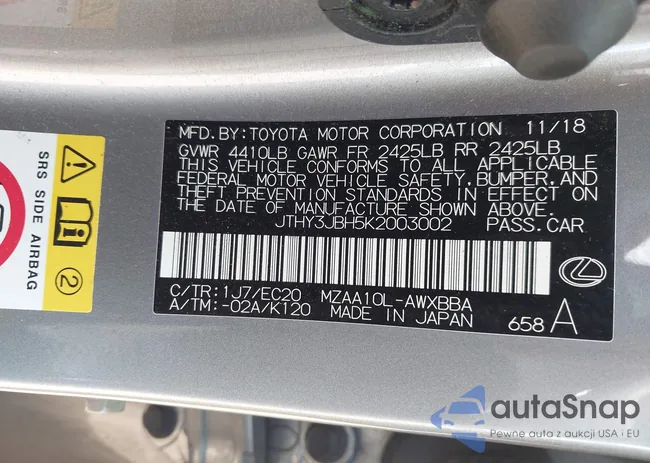 MFD. BY: TOYOTA MOTOR CORPORATION 11/18
GVWR 4410LB GAWR FR 2425LB RR 2425LB
THIS VEHICLE CONFORMS TO ALL APPLICABLE
FEDERAL MOTOR VEHICLE SAFETY, BUMPER, AND
THEFT PREVENTION STANDARDS IN EFFECT ON
THE DATE OF MANUFACTURE SHOWN ABOVE.
JTHY3JBH5K2003002 PASS. CAR
C/TR: 1J7/EC20 MZAA10L-AWXBBA
A/TM: -02A/K120 MADE IN JAPAN
658 A
SRS SIDE AIRBAG
2
autaSnap
Pewne auta z aukcji USA i EU